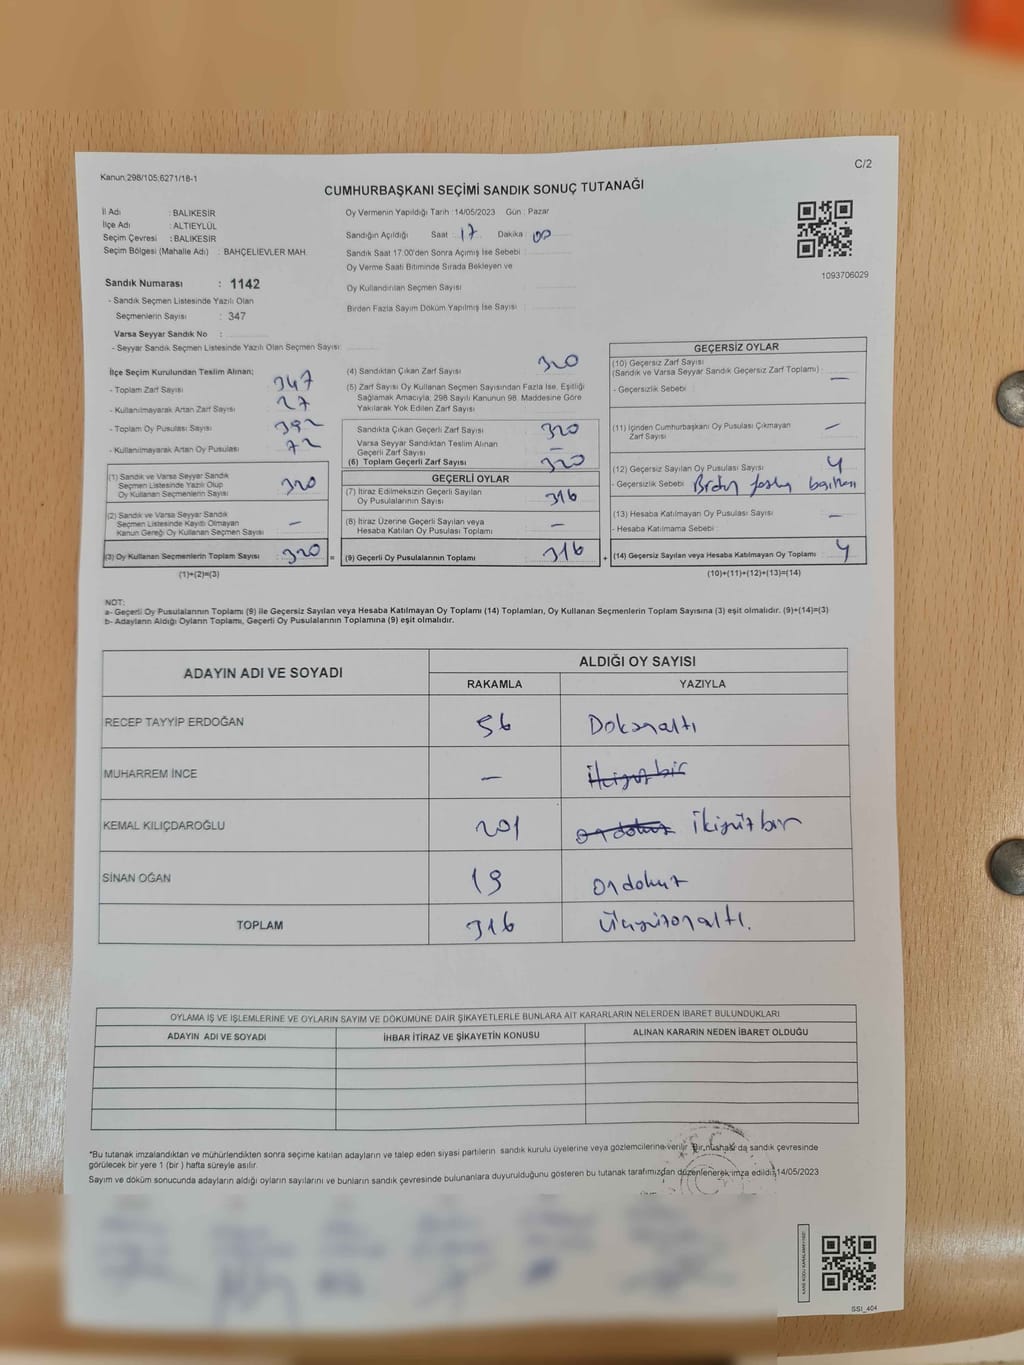 C/2
Kanun;298/105;6271/18-1
CUMHURBAŞKANI SEÇİMİ SANDIK SONUÇ TUTANAĞI
İl Adı : BALIKESİR
İlçe Adı : ALTIEYLÜL
Seçim Çevresi : BALIKESİR
Seçim Bölgesi (Mahalle Adı) : BAHÇELİEVLER MAH.
Oy Vermenin Yapıldığı Tarih :14/05/2023 Gün : Pazar
Sandığın Açıldığı Saat : 17 Dakika : 00
Sandık Saat 17:00'den Sonra Açımış İse Sebebi :
Oy Verme Saati Bitiminde Sırada Bekleyen ve
Oy Kullandırılan Seçmen Sayısı :
Birden Fazla Sayım Döküm Yapılmış İse Sayısı :
1093706029
Sandık Numarası : 1142
- Sandık Seçmen Listesinde Yazılı Olan
Seçmenlerin Sayısı : 347
Varsa Seyyar Sandık No :
- Seyyar Sandık Seçmen Listesinde Yazılı Olan Seçmen Sayısı:
İlçe Seçim Kurulundan Teslim Alınan;
- Toplam Zarf Sayısı : 347
- Kullanılmayarak Artan Zarf Sayısı : 27
- Toplam Oy Pusulası Sayısı : 392
- Kullanılmayarak Artan Oy Pusulası : 72
(1) Sandık ve Varsa Seyyar Sandık
Seçmen Listesinde Yazılı Olup
Oy Kullanan Seçmenlerin Sayısı : 320
(2) Sandık ve Varsa Seyyar Sandık
Seçmen Listesinde Kayıtlı Olmayan
Kanun Gereği Oy Kullanan Seçmen Sayısı : –
(3) Oy Kullanan Seçmenlerin Toplam Sayısı : 320 =
(1)+(2)=(3)
(4) Sandıktan Çıkan Zarf Sayısı : 320
(5) Zarf Sayısı Oy Kullanan Seçmen Sayısından Fazla İse, Eşitliği
Sağlamak Amacıyla; 298 Sayılı Kanunun 98. Maddesine Göre
Yakılarak Yok Edilen Zarf Sayısı :
Sandıkta Çıkan Geçerli Zarf Sayısı : 320
Varsa Seyyar Sandıktan Teslim Alınan
Geçerli Zarf Sayısı : –
(6) Toplam Geçerli Zarf Sayısı : 320
GEÇERLİ OYLAR
(7) İtiraz Edilmeksizin Geçerli Sayılan
Oy Pusulalarının Sayısı : 316
(8) İtiraz Üzerine Geçerli Sayılan veya
Hesaba Katılan Oy Pusulası Toplamı : –
(9) Geçerli Oy Pusulalarının Toplamı : 316 +
GEÇERSİZ OYLAR
(10) Geçersiz Zarf Sayısı
(Sandık ve Varsa Seyyar Sandık Geçersiz Zarf Toplamı) : –
- Geçersizlik Sebebi :
(11) İçinden Cumhurbaşkanı Oy Pusulası Çıkmayan
Zarf Sayısı : –
(12) Geçersiz Sayılan Oy Pusulası Sayısı : 4
- Geçersizlik Sebebi : Birden fazla
(13) Hesaba Katılmayan Oy Pusulası Sayısı : –
- Hesaba Katılmama Sebebi :
(14) Geçersiz Sayılan veya Hesaba Katılmayan Oy Toplamı : 4
(10)+(11)+(12)+(13)=(14)
NOT:
a- Geçerli Oy Pusulalarının Toplamı (9) ile Geçersiz Sayılan veya Hesaba Katılmayan Oy Toplamı (14) Toplamları, Oy Kullanan Seçmenlerin Toplam Sayısına (3) eşit olmalıdır. (9)+(14)=(3)
b- Adayların Aldığı Oyların Toplamı, Geçerli Oy Pusulalarının Toplamına (9) eşit olmalıdır.
ADAYIN ADI VE SOYADI
ALDIĞI OY SAYISI
RAKAMLA YAZIYLA
RECEP TAYYİP ERDOĞAN 96 Doksanaltı
MUHARREM İNCE – İkiyüzbir
KEMAL KILIÇDAROĞLU 201 ondokuz İkiyüzbir
SİNAN OĞAN 19 ondokuz
TOPLAM 316 Üçyüzonaltı.
OYLAMA İŞ VE İŞLEMLERİNE VE OYLARIN SAYIM VE DÖKÜMÜNE DAİR ŞİKAYETLERLE BUNLARA AİT KARARLARIN NELERDEN İBARET BULUNDUKLARI
ADAYIN ADI VE SOYADI İHBAR İTİRAZ VE ŞİKAYETİN KONUSU ALINAN KARARIN NEDEN İBARET OLDUĞU
*Bu tutanak imzalandıktan ve mühürlendikten sonra seçime katılan adayların ve talep eden siyasi partilerin sandık kurulu üyelerine veya gözlemcilerine verilir. Bir nüshası da sandık çevresinde
görülecek bir yere 1 (bir ) hafta süreyle asılır.
Sayım ve döküm sonucunda adayların aldığı oyların sayılarını ve bunların sandık çevresinde bulunanlara duyurulduğunu gösteren bu tutanak tarafımızdan düzenlenerek imza edildi.14/05/2023
SSI_404